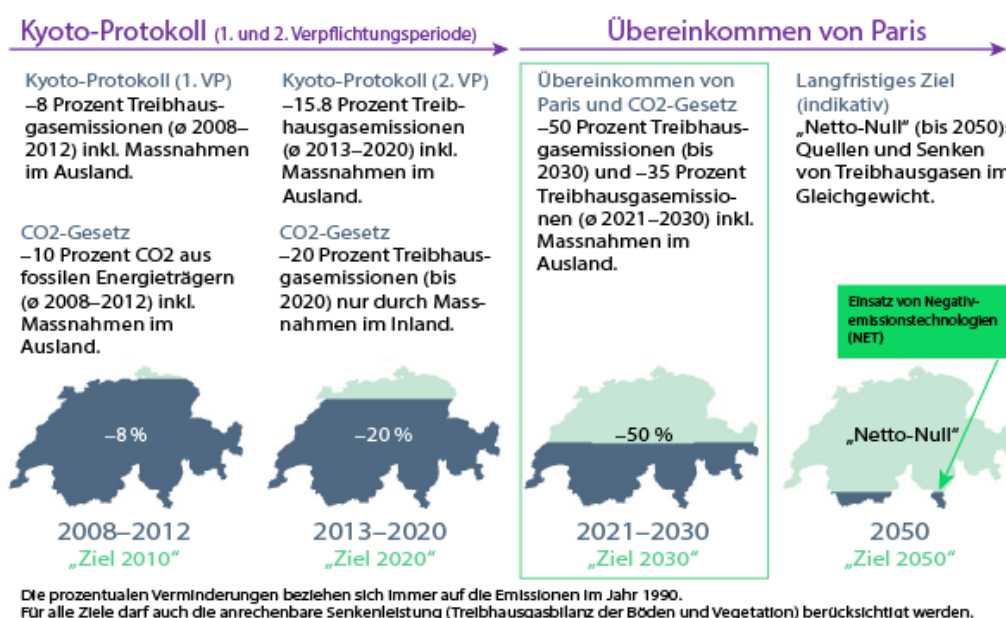 Kyoto-Protokoll (1. und 2. Verpflichtungsperiode)
Übereinkommen von Paris
Kyoto-Protokoll (1. VP)
–8 Prozent Treibhaus-
gasemissionen (ø 2008–
2012) inkl. Massnahmen
im Ausland.
CO2-Gesetz
–10 Prozent CO2 aus
fossilen Energieträgern
(ø 2008–2012) inkl.
Massnahmen im
Ausland.
Kyoto-Protokoll (2. VP)
–15.8 Prozent Treib-
hausgasemissionen
(ø 2013–2020) inkl.
Massnahmen im
Ausland.
CO2-Gesetz
–20 Prozent Treibhaus-
gasemissionen (bis
2020) nur durch Mass-
nahmen im Inland.
Übereinkommen von
Paris und CO2-Gesetz
–50 Prozent Treibhaus-
gasemissionen (bis
2030) und –35 Prozent
Treibhausgasemissio-
nen (ø 2021–2030) inkl.
Massnahmen im
Ausland.
Langfristiges Ziel
(indikativ)
„Netto-Null“ (bis 2050):
Quellen und Senken
von Treibhausgasen im
Gleichgewicht.
Einsatz von Negativ-
emissionstechnologien
(NET)
–8 %
–20 %
–50 %
„Netto-Null“
2008–2012
„Ziel 2010“
2013–2020
„Ziel 2020“
2021–2030
„Ziel 2030“
2050
„Ziel 2050“
Die prozentualen Verminderungen beziehen sich immer auf die Emissionen im Jahr 1990.
Für alle Ziele darf auch die anrechenbare Senkenleistung (Treibhausgasbilanz der Böden und Vegetation) berücksichtigt werden.